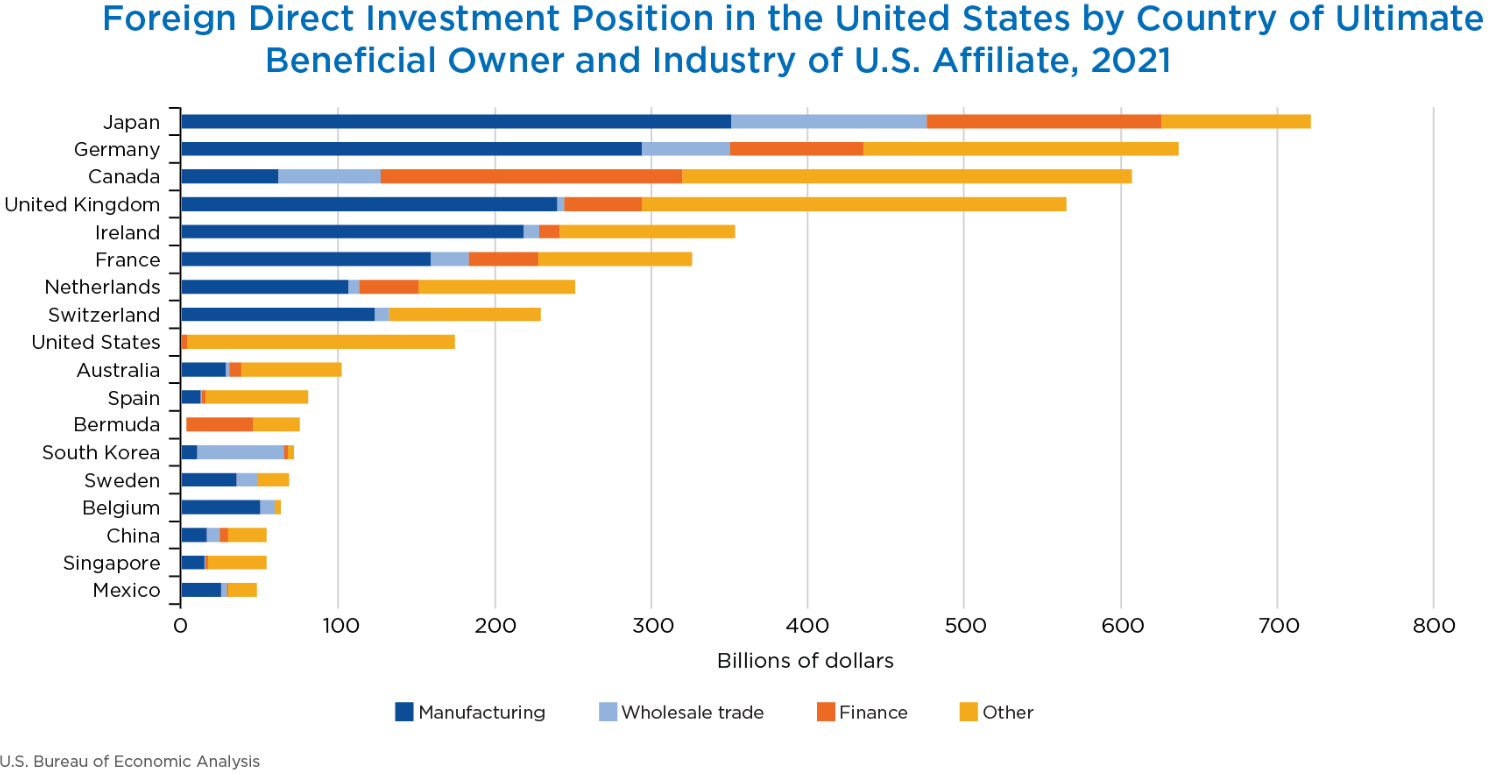 Foreign Direct Investment Position in the United States by Country of Ultimate
Beneficial Owner and Industry of U.S. Affiliate, 2021
Japan
Germany
Canada
United Kingdom
Ireland
France
Netherlands
Switzerland
United States
Australia
Spain
Bermuda
South Korea
Sweden
Belgium
China
Singapore
Mexico
0 100 200 300 400 500 600 700 800
Billions of dollars
Manufacturing Wholesale trade Finance Other
U.S. Bureau of Economic Analysis